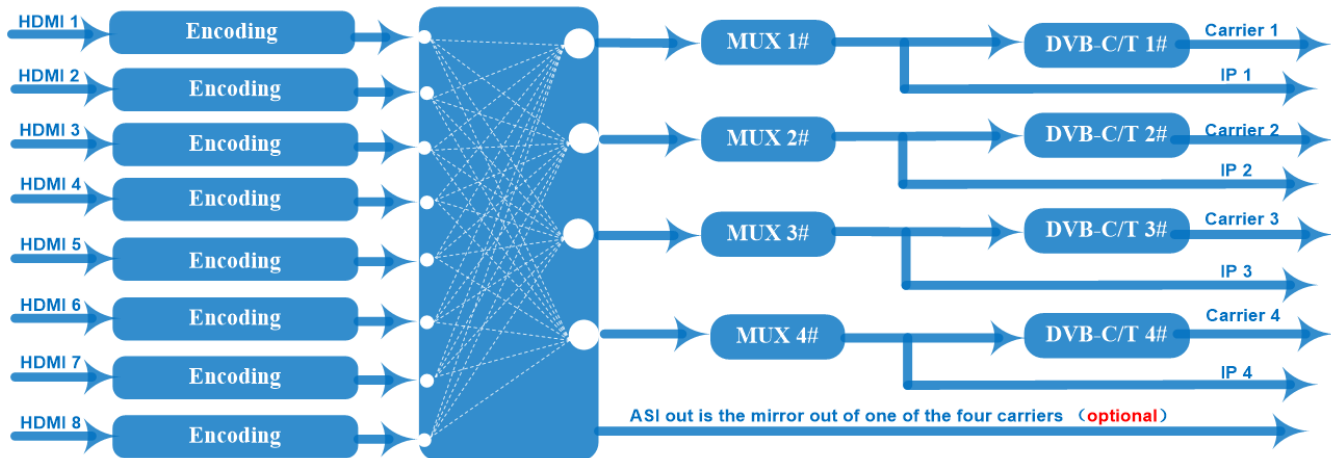 HDMI 1
Encoding
MUX 1#
DVB-C/T 1#
Carrier 1
IP 1
HDMI 2
Encoding
HDMI 3
Encoding
MUX 2#
DVB-C/T 2#
Carrier 2
IP 2
HDMI 4
Encoding
HDMI 5
Encoding
MUX 3#
DVB-C/T 3#
Carrier 3
IP 3
HDMI 6
Encoding
MUX 4#
DVB-C/T 4#
Carrier 4
IP 4
HDMI 7
Encoding
HDMI 8
Encoding
ASI out is the mirror out of one of the four carriers （optional）